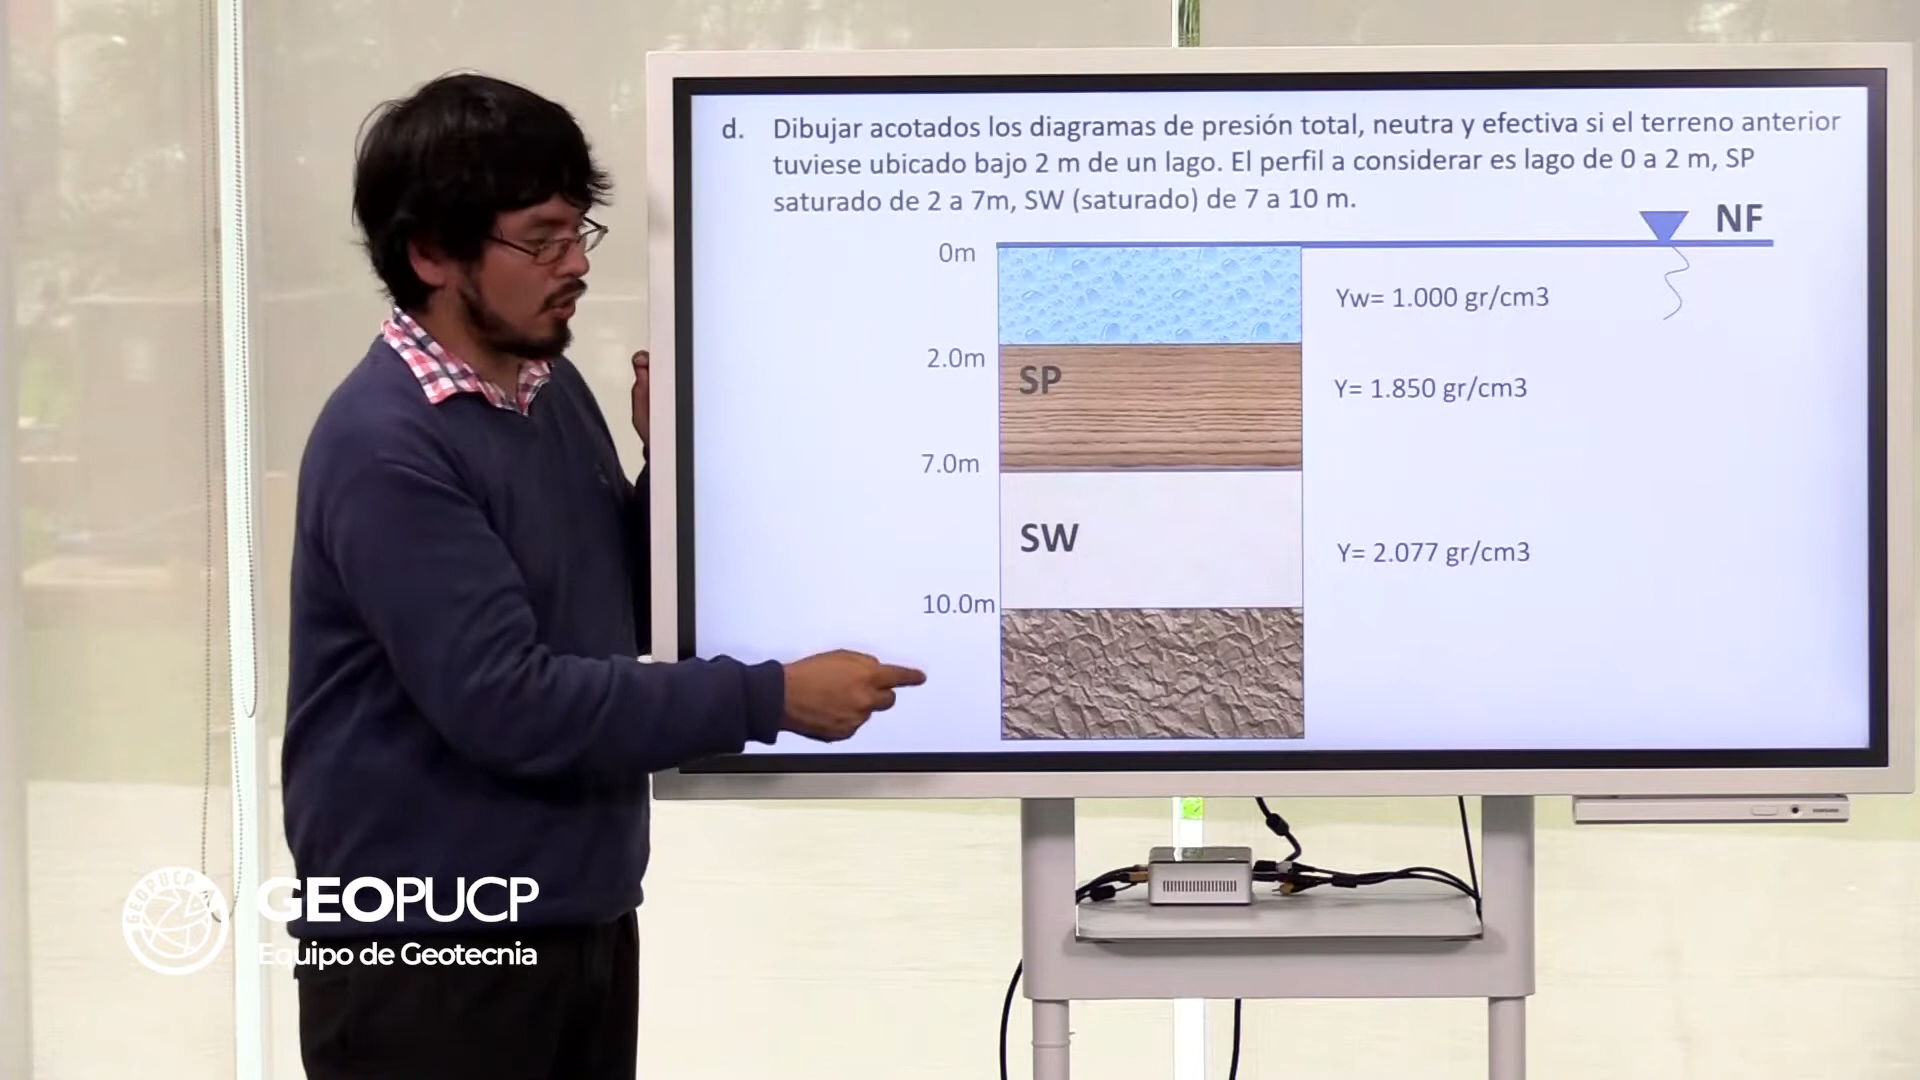 d. Dibujar acotados los diagramas de presión total, neutra y efectiva si el terreno anterior
tuviese ubicado bajo 2 m de un lago. El perfil a considerar es lago de 0 a 2 m, SP
saturado de 2 a 7m, SW (saturado) de 7 a 10 m.
NF
0m
Yw= 1.000 gr/cm3
2.0m
SP
Y= 1.850 gr/cm3
7.0m
SW
Y= 2.077 gr/cm3
10.0m
GEOPUCP
GEOPUCP
Equipo de Geotecnia